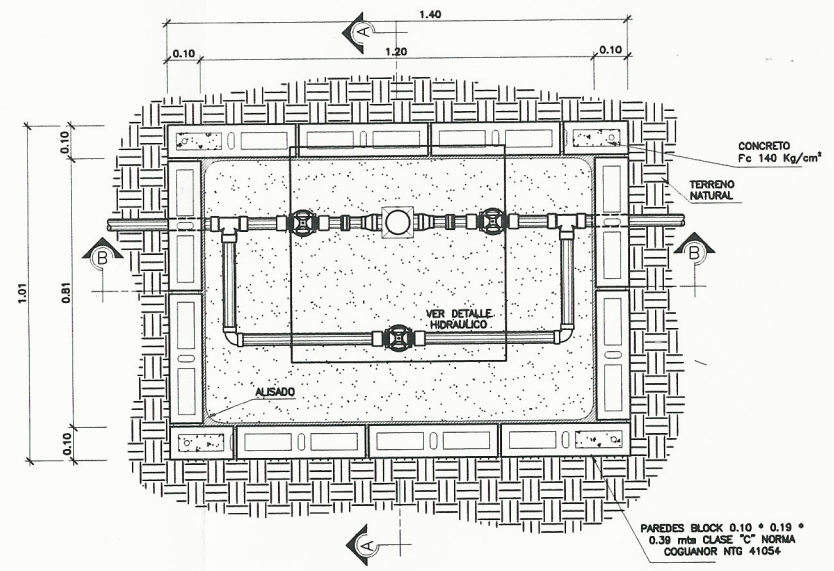 1.40
A
0.10
1.20
0.10
0.10
CONCRETO
Fc 140 Kg/cm²
TERRENO
NATURAL
B
B
1.01
0.81
VER DETALLE
HIDRAULICO
ALISADO
0.10
PAREDES BLOCK 0.10 * 0.19 *
0.39 mts CLASE "C" NORMA
COGUANOR NTG 41054
A